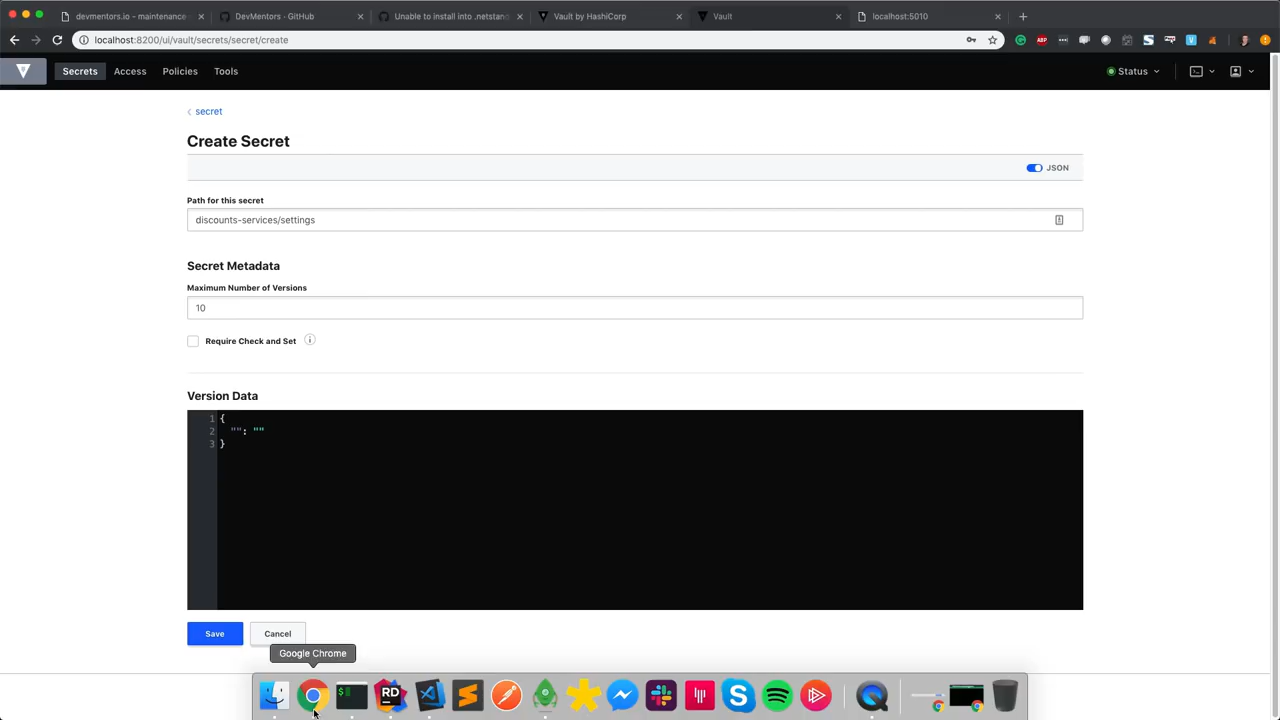 devmentors.io - maintenance
DevMentors · GitHub
Unable to install into .netstand
Vault by HashiCorp
Vault
localhost:5010
localhost:8200/ui/vault/secrets/secret/create
ABP
Secrets
Access
Policies
Tools
Status
secret
Create Secret
JSON
Path for this secret
discounts-services/settings
Secret Metadata
Maximum Number of Versions
10
Require Check and Set
Version Data
1 {
2 "": ""
3 }
Save
Cancel
Google Chrome
$
RD